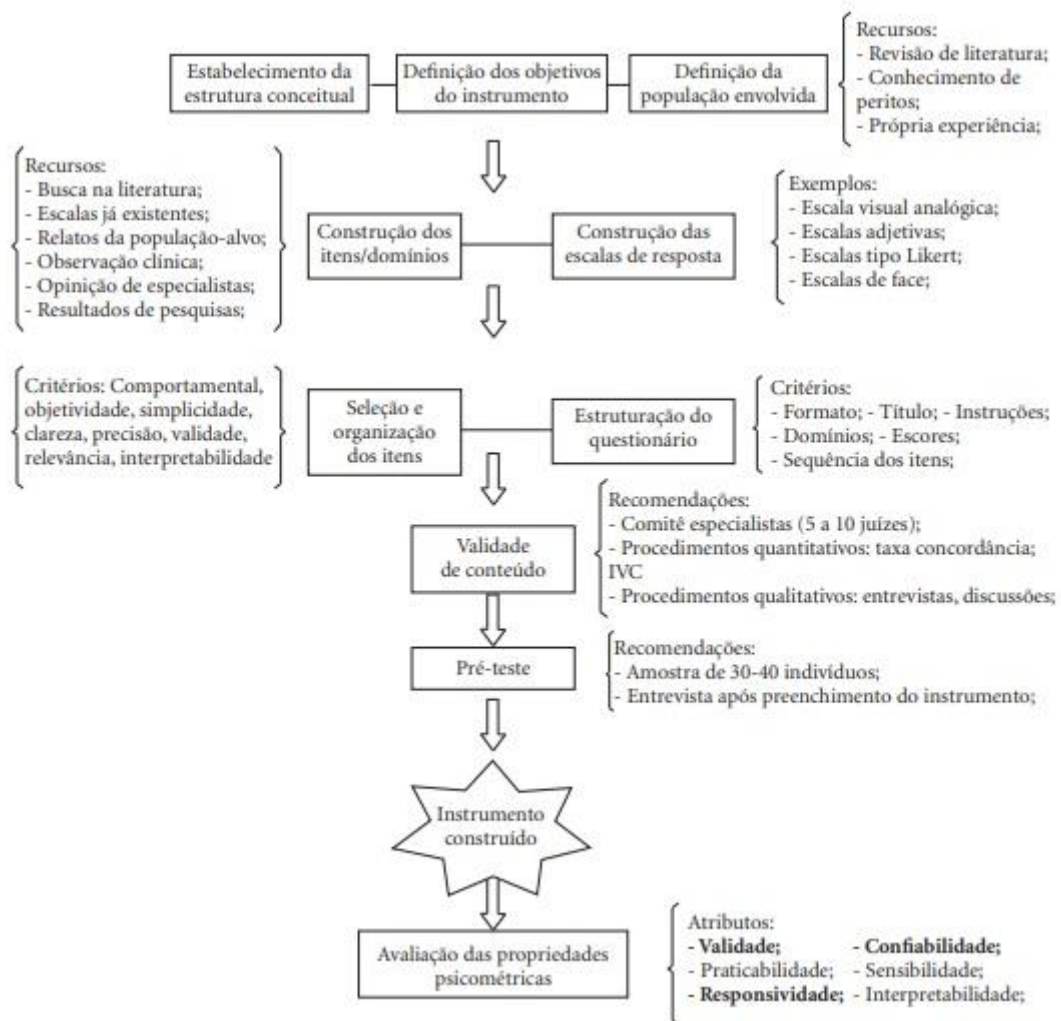 Estabelecimento da
estrutura conceitual
Definição dos objetivos
do instrumento
Definição da
população envolvida
Recursos:
- Revisão de literatura;
- Conhecimento de
peritos;
- Própria experiência;
Recursos:
- Busca na literatura;
- Escalas já existentes;
- Relatos da população-alvo;
- Observação clínica;
- Opinição de especialistas;
- Resultados de pesquisas;
Construção dos
itens/domínios
Construção das
escalas de resposta
Exemplos:
- Escala visual analógica;
- Escalas adjetivas;
- Escalas tipo Likert;
- Escalas de face;
Critérios: Comportamental,
objetividade, simplicidade,
clareza, precisão, validade,
relevância, interpretabilidade
Seleção e
organização
dos itens
Estruturação do
questionário
Critérios:
- Formato; - Título; - Instruções;
- Domínios; - Escores;
- Sequência dos itens;
Validade
de conteúdo
Recomendações:
- Comitê especialistas (5 a 10 juízes);
- Procedimentos quantitativos: taxa concordância;
IVC
- Procedimentos qualitativos: entrevistas, discussões;
Pré-teste
Recomendações:
- Amostra de 30-40 indivíduos;
- Entrevista após preenchimento do instrumento;
Instrumento
construído
Avaliação das propriedades
psicométricas
Atributos:
- Validade; - Confiabilidade;
- Praticabilidade; - Sensibilidade;
- Responsividade; - Interpretabilidade;